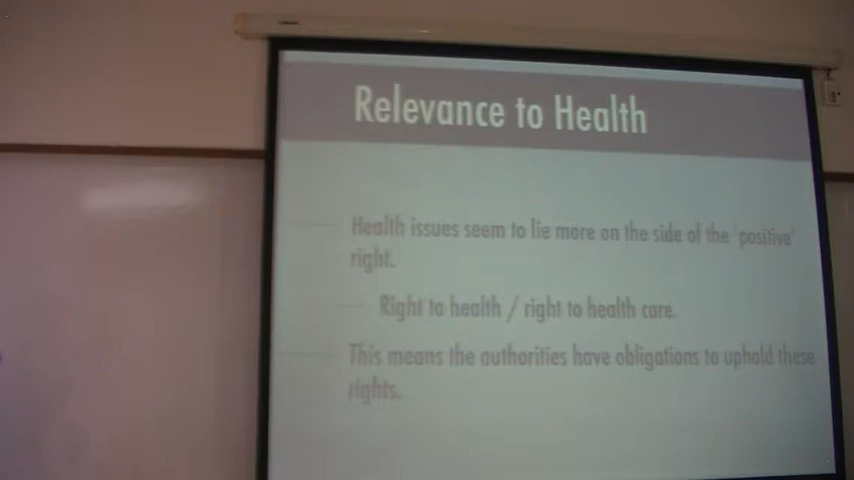 Relevance to Health
Health issues seem to lie more on the side of the 'positive'
right.
Right to health / right to health care.
This means the authorities have obligations to uphold these
rights.